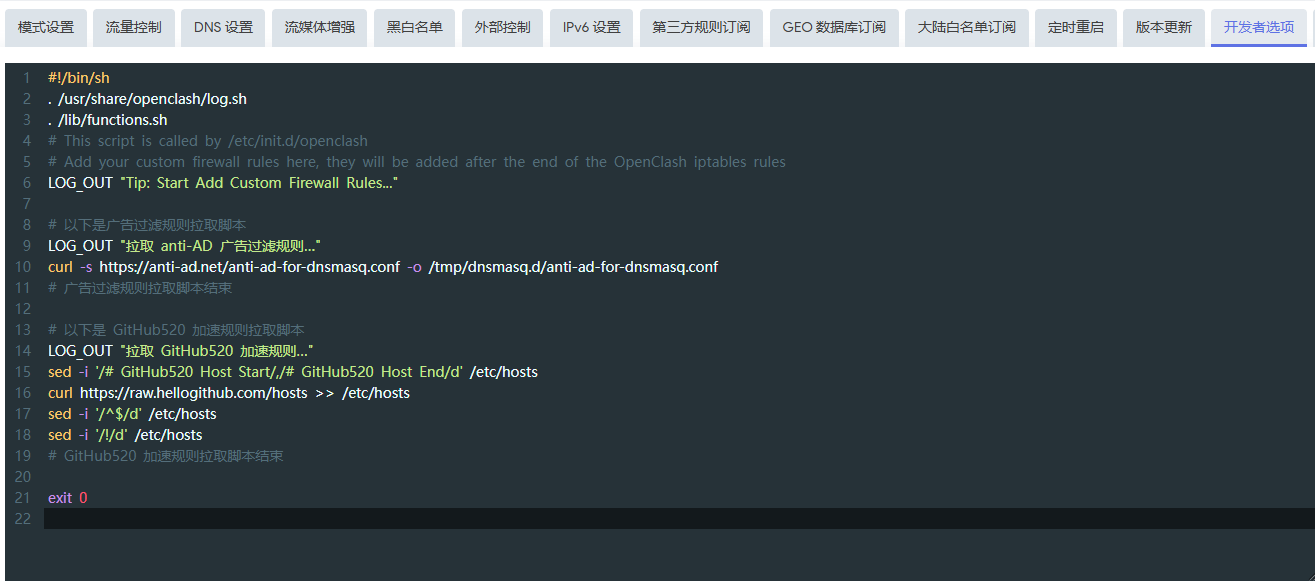 模式设置 流量控制 DNS 设置 流媒体增强 黑白名单 外部控制 IPv6 设置 第三方规则订阅 GEO 数据库订阅 大陆白名单订阅 定时重启 版本更新 开发者选项
1 #!/bin/sh
2 . /usr/share/openclash/log.sh
3 . /lib/functions.sh
4 # This script is called by /etc/init.d/openclash
5 # Add your custom firewall rules here, they will be added after the end of the OpenClash iptables rules
6 LOG_OUT "Tip: Start Add Custom Firewall Rules..."
7
8 # 以下是广告过滤规则拉取脚本
9 LOG_OUT "拉取 anti-AD 广告过滤规则…"
10 curl -s https://anti-ad.net/anti-ad-for-dnsmasq.conf -o /tmp/dnsmasq.d/anti-ad-for-dnsmasq.conf
11 # 广告过滤规则拉取脚本结束
12
13 # 以下是 GitHub520 加速规则拉取脚本
14 LOG_OUT "拉取 GitHub520 加速规则…"
15 sed -i '/# GitHub520 Host Start/,/# GitHub520 Host End/d' /etc/hosts
16 curl https://raw.hellogithub.com/hosts >> /etc/hosts
17 sed -i '/^$/d' /etc/hosts
18 sed -i '/!/d' /etc/hosts
19 # GitHub520 加速规则拉取脚本结束
20
21 exit 0
22